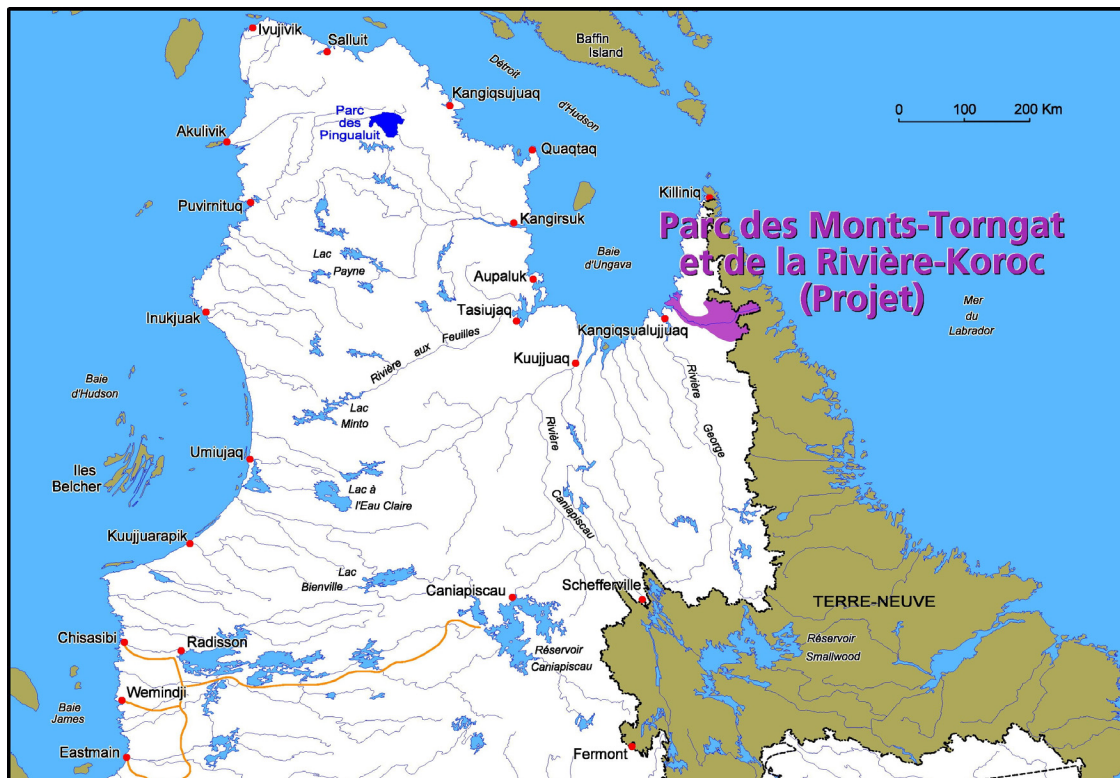 Ivujivik
Salluit
Baffin
Island
Détroit
d'Hudson
Kangiqsujuaq
0 100 200 Km
Parc
des
Pingualuit
Akulivik
Quaqtaq
Killiniq
Puvirnituq
Kangirsuk
Parc des Monts-Torngat
et de la Rivière-Koroc
(Projet)
Lac
Payne
Baie
d'Ungava
Aupaluk
Mer
du
Labrador
Inukjuak
Tasiujaq
Kangiqsualujjuaq
Rivière aux Feuilles
Kuujjuaq
Baie
d'Hudson
Rivière
George
Lac
Minto
Rivière
Caniapiscau
Umiujaq
Iles
Belcher
Lac à
l'Eau Claire
Kuujjuarapik
Lac
Bienville
Caniapiscau
Schefferville
TERRE-NEUVE
Chisasibi
Radisson
Réservoir
Caniapiscau
Réservoir
Smallwood
Wemindji
Baie
James
Eastmain
Fermont